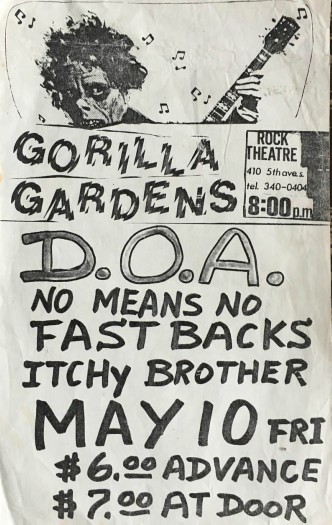 GORILLA
GARDENS
ROCK
THEATRE
410 5th ave s.
tel. 340-0404
8:00 p.m
D.O.A.
NO MEANS NO
FAST BACKS
ITCHY BROTHER
MAY 10 FRI
$6.00 ADVANCE
$7.00 AT DOOR